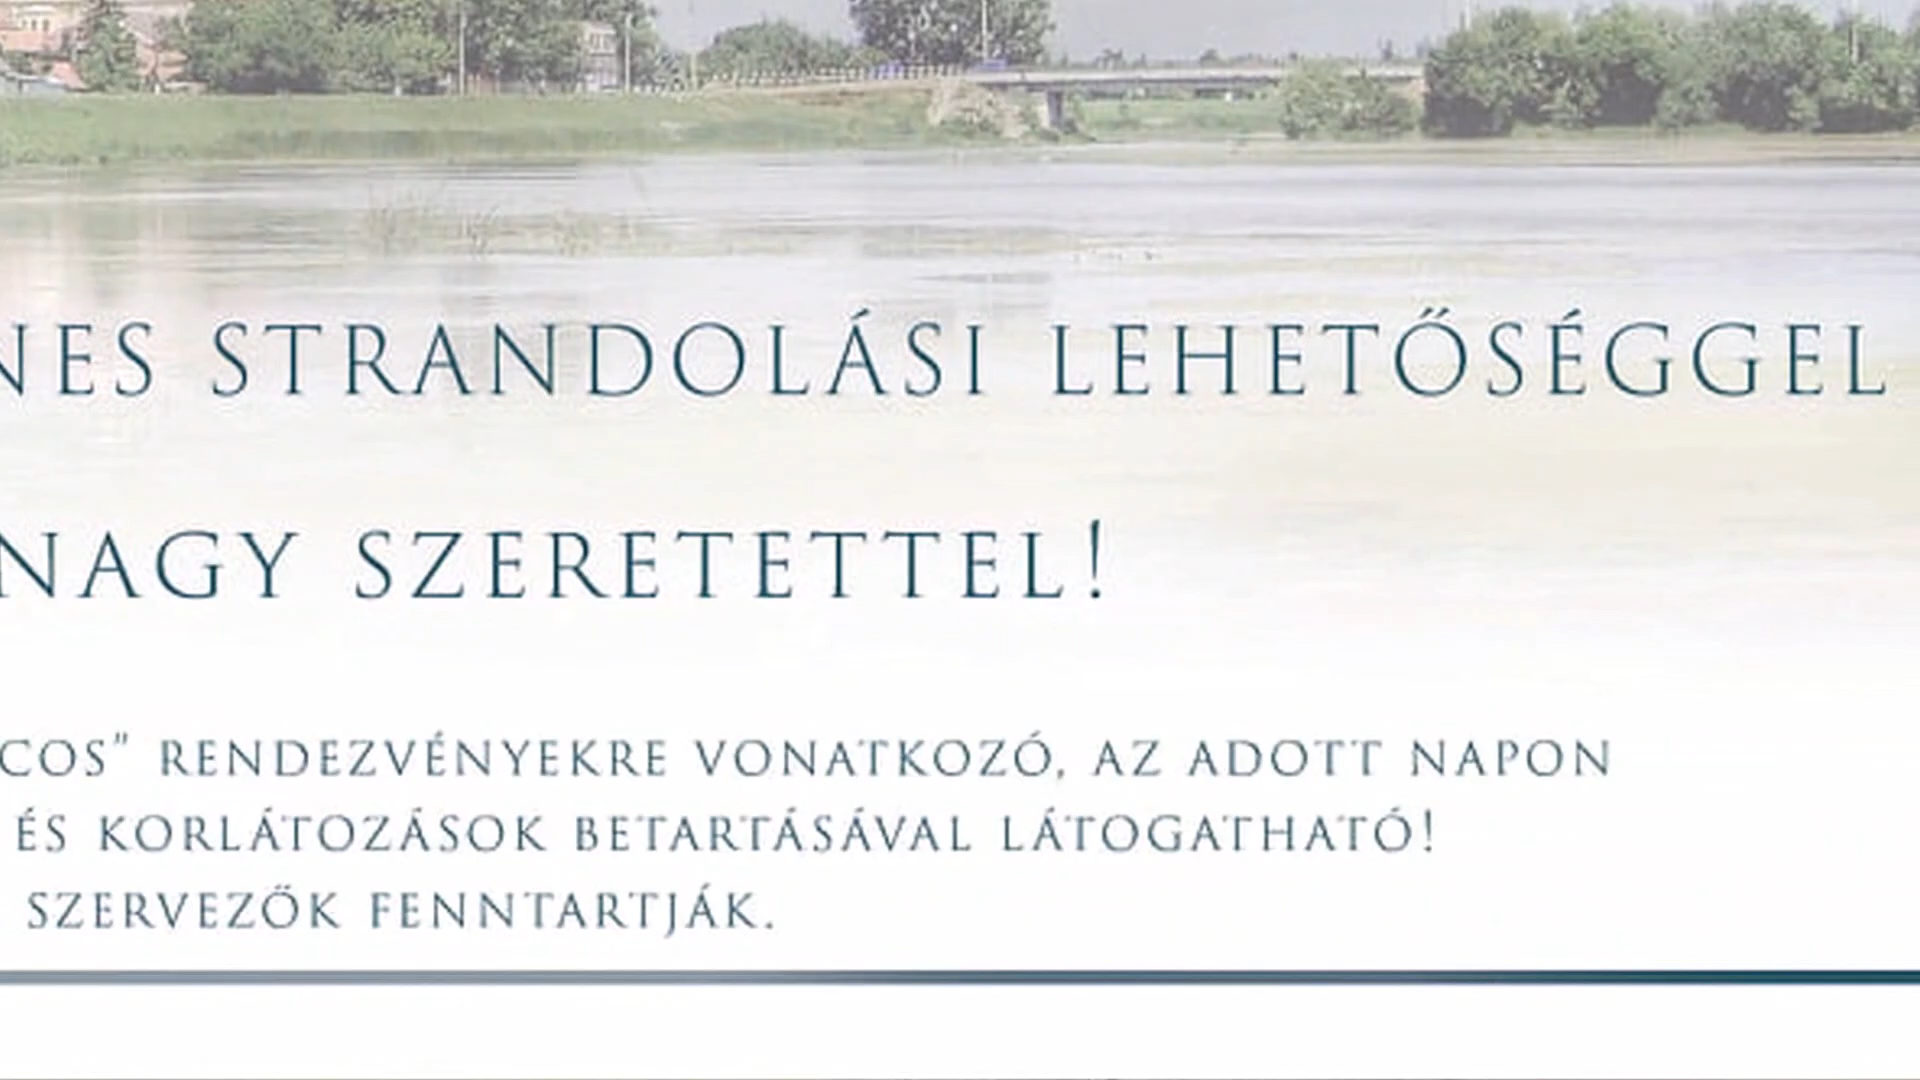 NES STRANDOLÁSI LEHETŐSÉGGEL
NAGY SZERETETTEL!
COS" RENDEZVÉNYEKRE VONATKOZÓ, AZ ADOTT NAPON
ÉS KORLÁTOZÁSOK BETARTÁSÁVAL LÁTOGATHATÓ!
SZERVEZŐK FENNTARTJÁK.